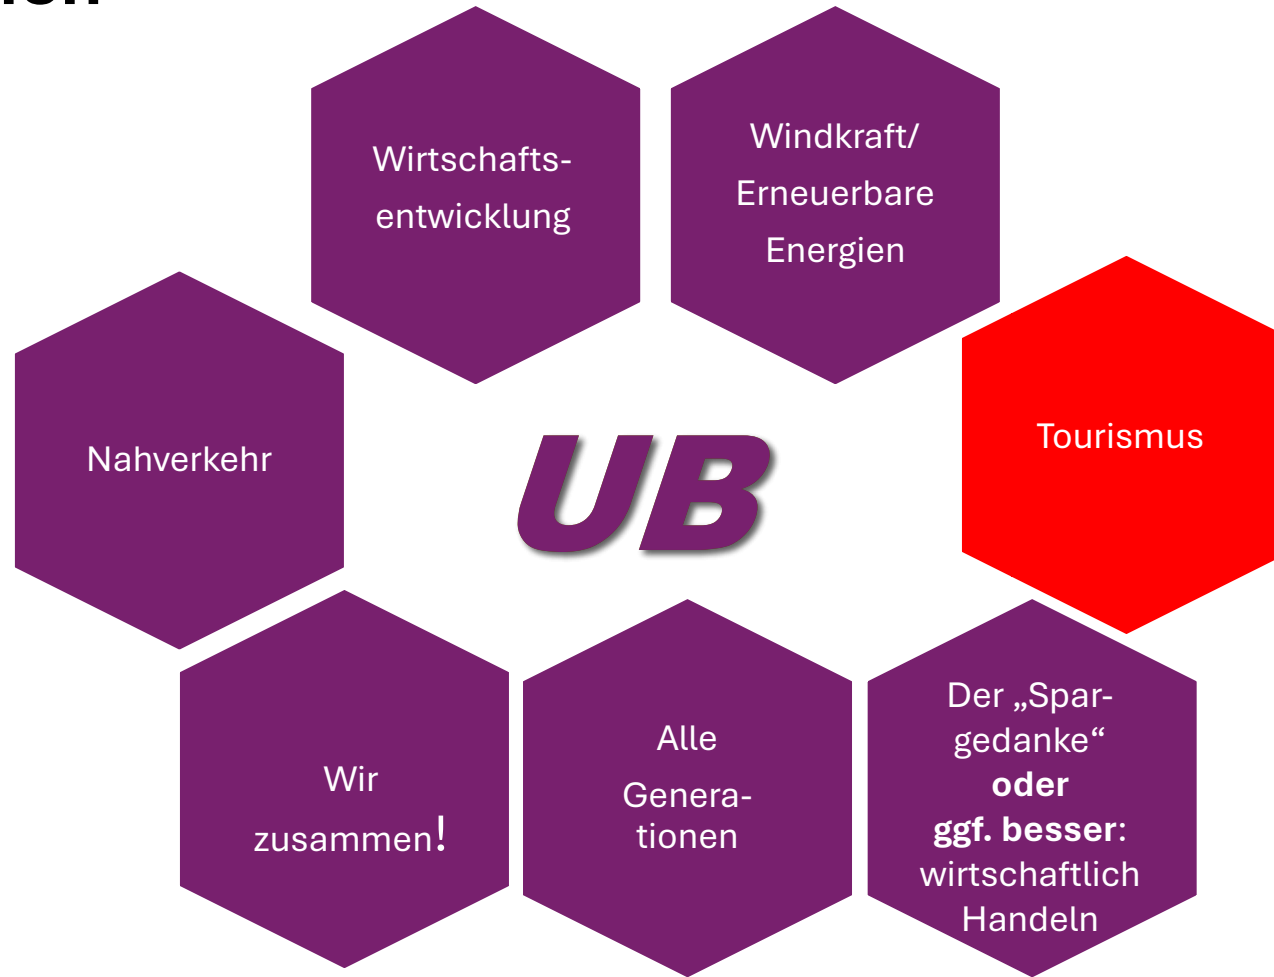 Wirtschafts-
entwicklung
Windkraft/
Erneuerbare
Energien
Tourismus
Nahverkehr
UB
Wir
zusammen!
Alle
Genera-
tionen
Der „Spar-
gedanke“
oder
ggf. besser:
wirtschaftlich
Handeln